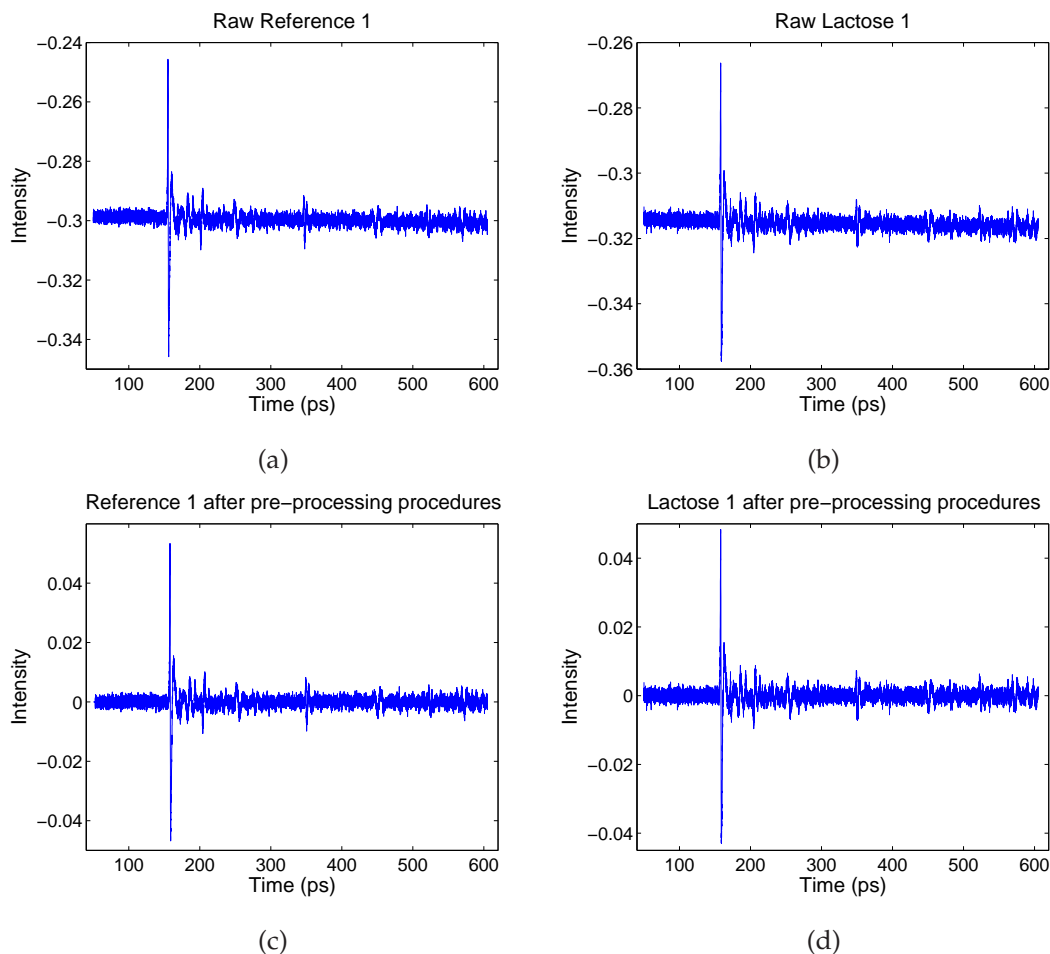 Raw Reference 1
−0.24
−0.26
−0.28
−0.3
−0.32
−0.34
Intensity
100 200 300 400 500 600
Time (ps)
(a)
Raw Lactose 1
−0.26
−0.28
−0.3
−0.32
−0.34
−0.36
Intensity
100 200 300 400 500 600
Time (ps)
(b)
Reference 1 after pre−processing procedures
0.04
0.02
0
−0.02
−0.04
Intensity
100 200 300 400 500 600
Time (ps)
(c)
Lactose 1 after pre−processing procedures
0.04
0.02
0
−0.02
−0.04
Intensity
100 200 300 400 500 600
Time (ps)
(d)